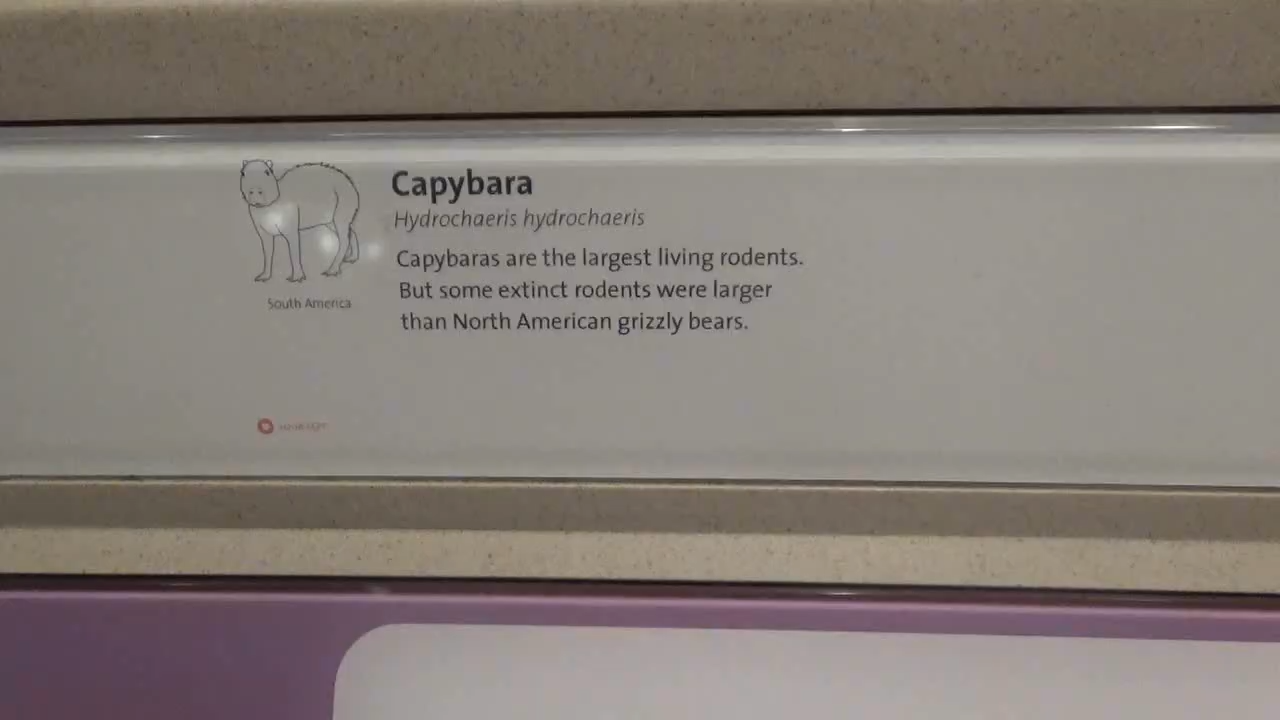 Capybara
Hydrochaeris hydrochaeris
Capybaras are the largest living rodents.
But some extinct rodents were larger
than North American grizzly bears.
South America